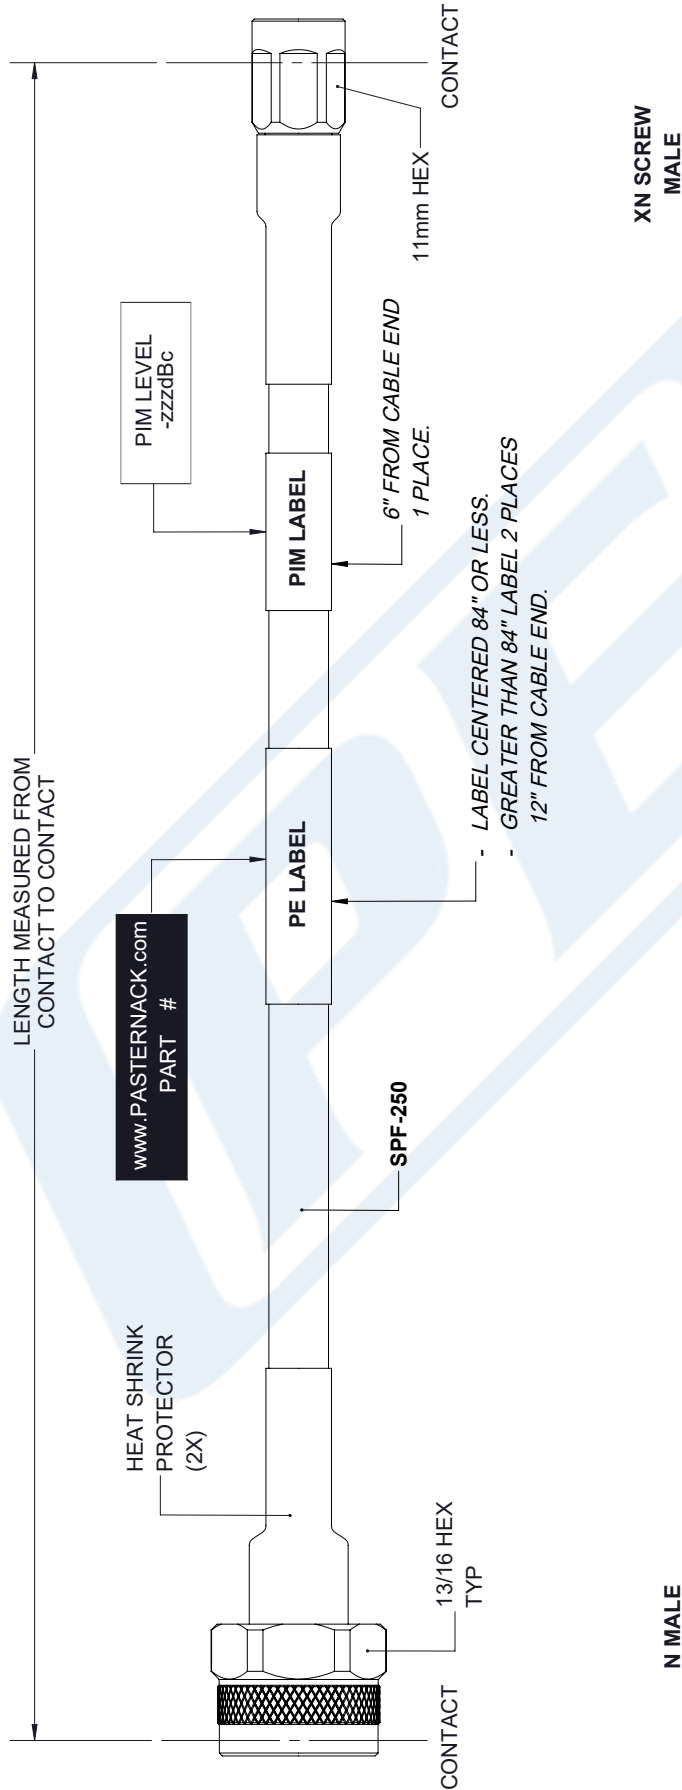 LENGTH MEASURED FROM
CONTACT TO CONTACT
www.PASTERNACK.com
PART #
PIM LEVEL
-zzzdBc
HEAT SHRINK
PROTECTOR
(2X)
PE LABEL
PIM LABEL
SPF-250
13/16 HEX
TYP
CONTACT
6" FROM CABLE END
1 PLACE.
11mm HEX
CONTACT
- LABEL CENTERED 84" OR LESS.
- GREATER THAN 84" LABEL 2 PLACES
12" FROM CABLE END.
N MALE
XN SCREW
MALE